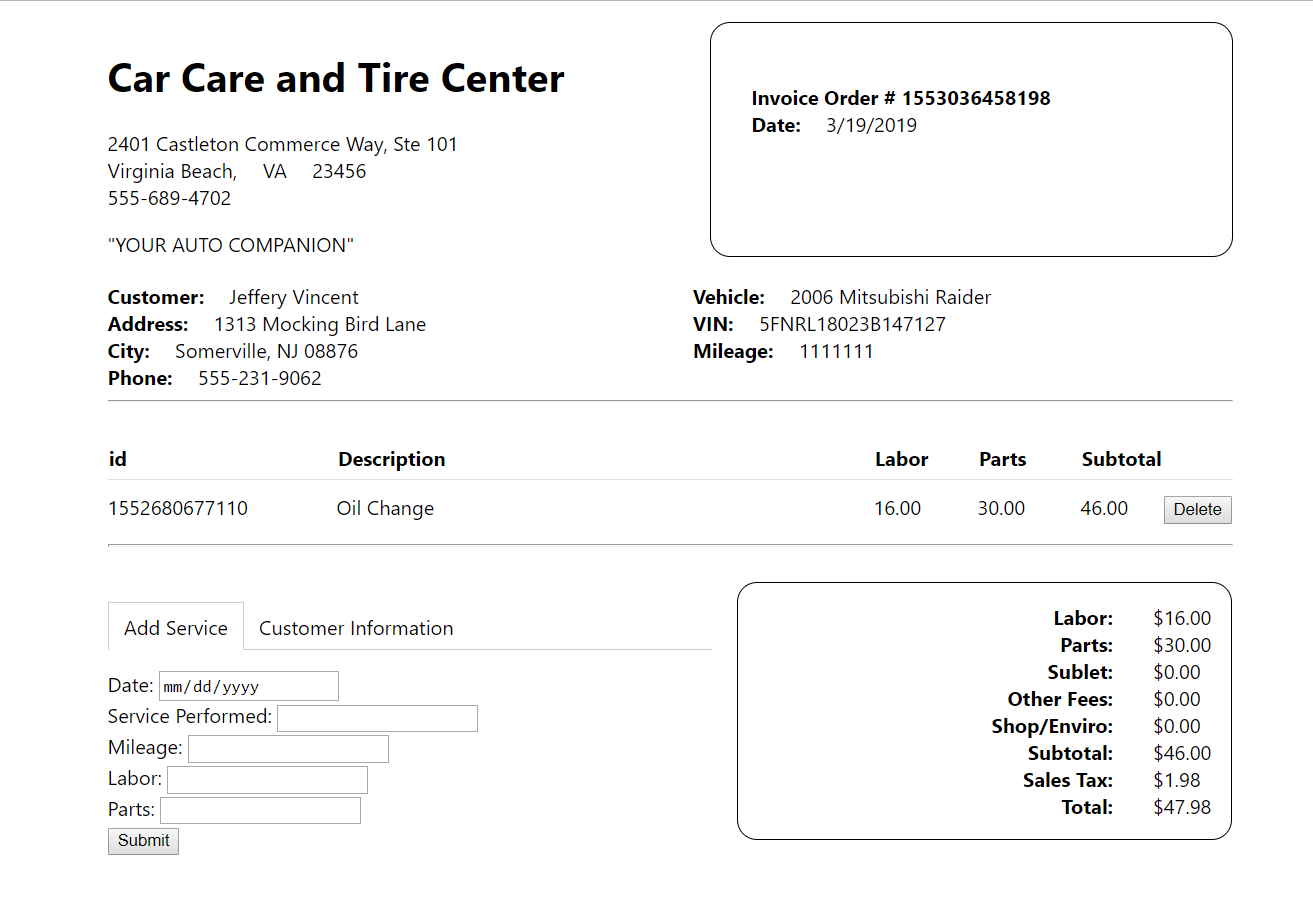 Car Care and Tire Center
2401 Castleton Commerce Way, Ste 101
Virginia Beach, VA 23456
555-689-4702
"YOUR AUTO COMPANION"
Invoice Order # 1553036458198
Date: 3/19/2019
Customer: Jeffery Vincent
Address: 1313 Mocking Bird Lane
City: Somerville, NJ 08876
Phone: 555-231-9062
Vehicle: 2006 Mitsubishi Raider
VIN: 5FNRL18023B147127
Mileage: 1111111
id Description Labor Parts Subtotal
1552680677110 Oil Change 16.00 30.00 46.00 Delete
Add Service Customer Information
Date: mm/dd/yyyy
Service Performed:
Mileage:
Labor:
Parts:
Submit
Labor: $16.00
Parts: $30.00
Sublet: $0.00
Other Fees: $0.00
Shop/Enviro: $0.00
Subtotal: $46.00
Sales Tax: $1.98
Total: $47.98